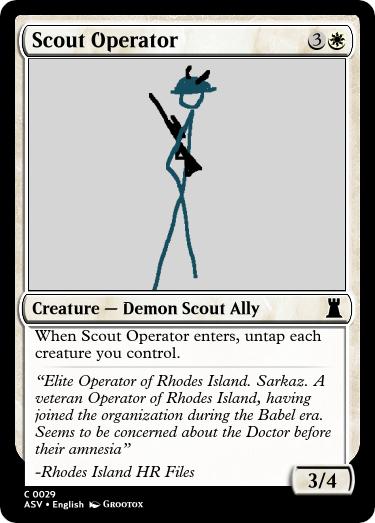 Scout Operator
3
Creature — Demon Scout Ally
When Scout Operator enters, untap each
creature you control.
“Elite Operator of Rhodes Island. Sarkaz. A
veteran Operator of Rhodes Island, having
joined the organization during the Babel era.
Seems to be concerned about the Doctor before
their amnesia”
-Rhodes Island HR Files
3/4
C 0029
ASV • English Grootox